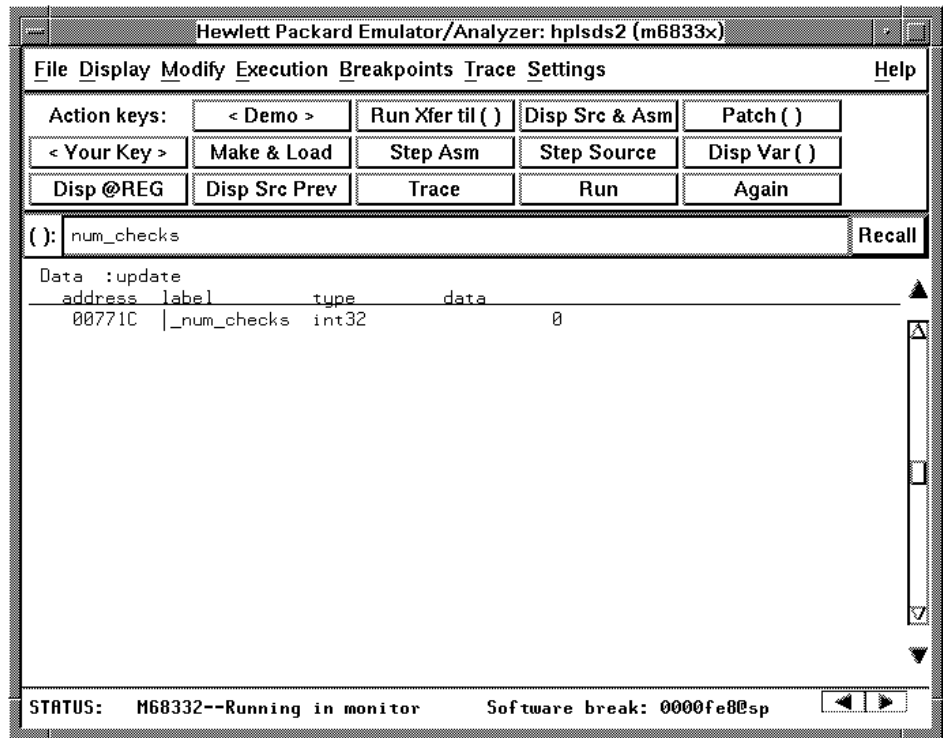 Hewlett Packard Emulator/Analyzer: hplsds2 (m6833x)
File Display Modify Execution Breakpoints Trace Settings Help
Action keys: < Demo > Run Xfer til ( ) Disp Src & Asm Patch ( )
< Your Key > Make & Load Step Asm Step Source Disp Var ( )
Disp @REG Disp Src Prev Trace Run Again
( ): num_checks Recall
Data :update
address label type data
00771C |_num_checks int32 0
STATUS: M68332--Running in monitor Software break: 0000fe8@sp